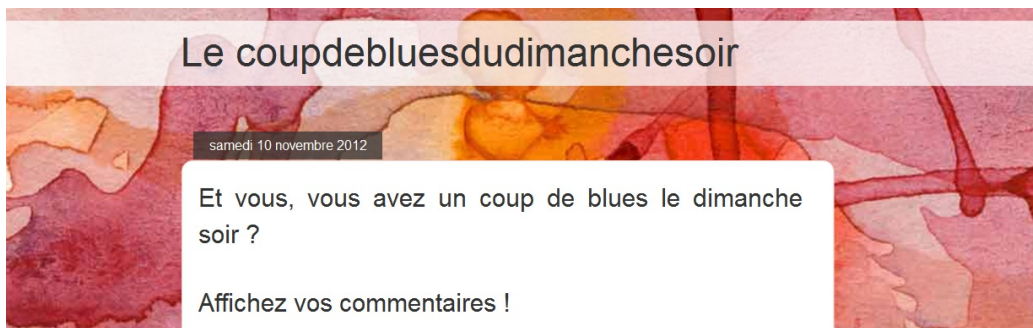 Le coupdebluesdudimanchesoir
samedi 10 novembre 2012
Et vous, vous avez un coup de blues le dimanche
soir ?
Affichez vos commentaires !